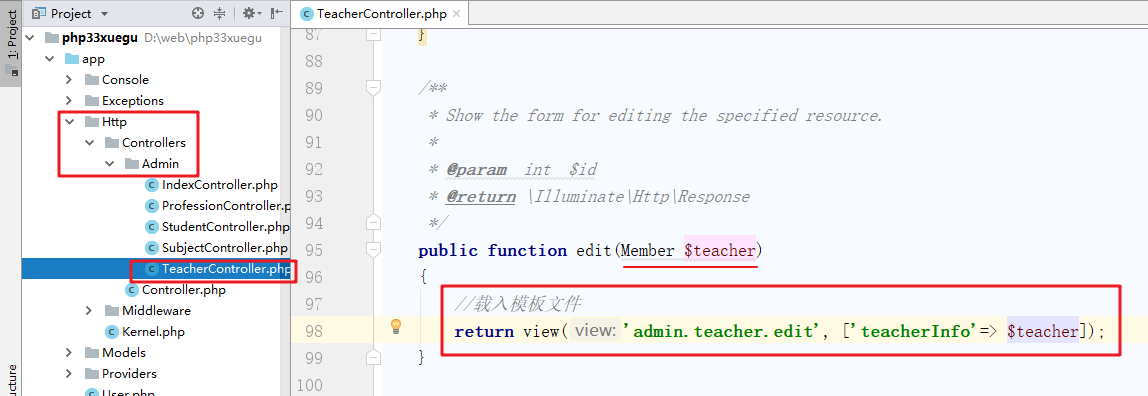 1: Project
ructure
Project
php33xuegu D:\web\php33xuegu
app
Console
Exceptions
Http
Controllers
Admin
IndexController.php
ProfessionController.p
StudentController.php
SubjectController.php
TeacherController.php
Controller.php
Middleware
Kernel.php
Models
Providers
User.php
TeacherController.php ×
87 }
88
89 /**
90 * Show the form for editing the specified resource.
91 *
92 * @param int $id
93 * @return \Illuminate\Http\Response
94 */
95 public function edit(Member $teacher)
96 {
97 //载入模板文件
98 return view( view: 'admin.teacher.edit', ['teacherInfo'=> $teacher]);
99 }
100